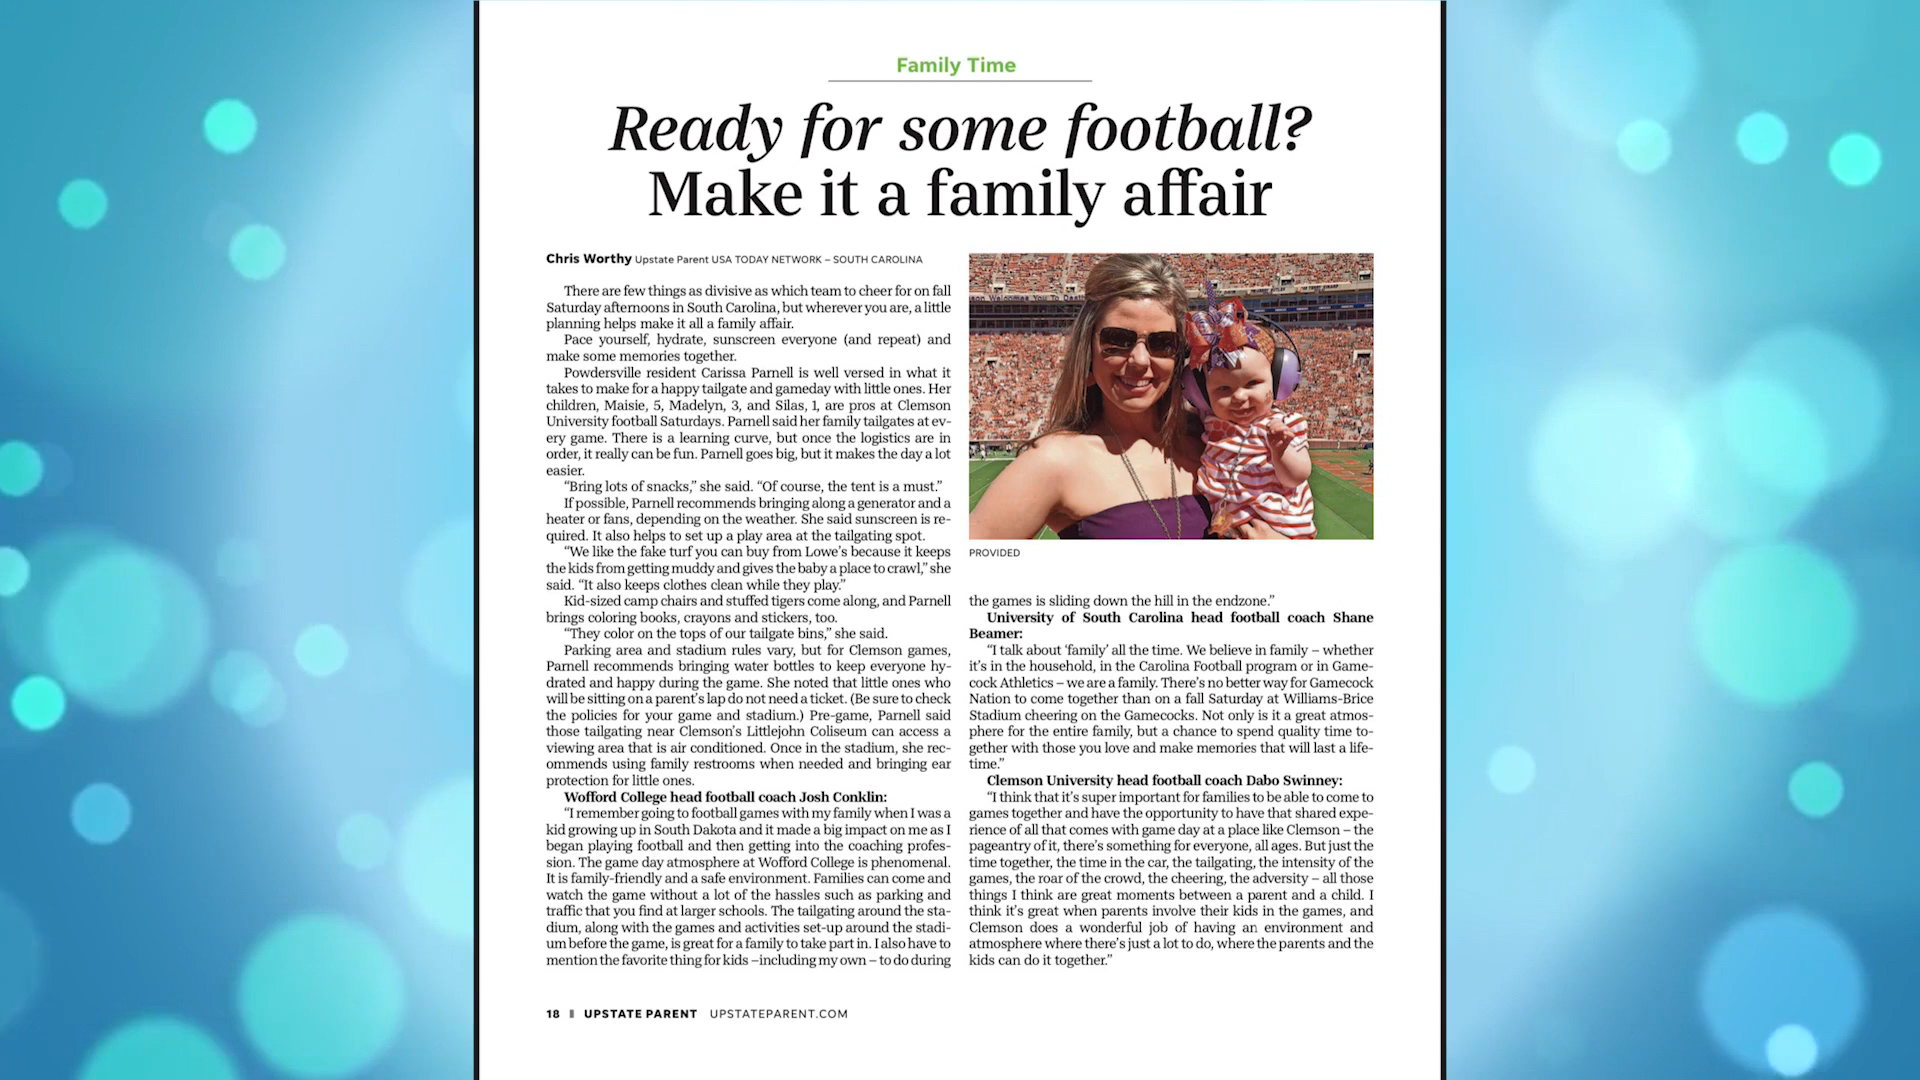 Family Time
Ready for some football?
Make it a family affair
Chris Worthy Upstate Parent USA TODAY NETWORK – SOUTH CAROLINA
There are few things as divisive as which team to cheer for on fall
Saturday afternoons in South Carolina, but wherever you are, a little
planning helps make it all a family affair.
Pace yourself, hydrate, sunscreen everyone (and repeat) and
make some memories together.
Powdersville resident Carissa Parnell is well versed in what it
takes to make for a happy tailgate and gameday with little ones. Her
children, Maisie, 5, Madelyn, 3, and Silas, 1, are pros at Clemson
University football Saturdays. Parnell said her family tailgates at ev-
ery game. There is a learning curve, but once the logistics are in
order, it really can be fun. Parnell goes big, but it makes the day a lot
easier.
“Bring lots of snacks,” she said. “Of course, the tent is a must.”
If possible, Parnell recommends bringing along a generator and a
heater or fans, depending on the weather. She said sunscreen is re-
quired. It also helps to set up a play area at the tailgating spot.
“We like the fake turf you can buy from Lowe’s because it keeps
the kids from getting muddy and gives the baby a place to crawl,” she
said. “It also keeps clothes clean while they play.”
Kid-sized camp chairs and stuffed tigers come along, and Parnell
brings coloring books, crayons and stickers, too.
“They color on the tops of our tailgate bins,” she said.
Parking area and stadium rules vary, but for Clemson games,
Parnell recommends bringing water bottles to keep everyone hy-
drated and happy during the game. She noted that little ones who
will be sitting on a parent’s lap do not need a ticket. (Be sure to check
the policies for your game and stadium.) Pre-game, Parnell said
those tailgating near Clemson’s Littlejohn Coliseum can access a
viewing area that is air conditioned. Once in the stadium, she rec-
ommends using family restrooms when needed and bringing ear
protection for little ones.
Wofford College head football coach Josh Conklin:
“I remember going to football games with my family when I was a
kid growing up in South Dakota and it made a big impact on me as I
began playing football and then getting into the coaching profes-
sion. The game day atmosphere at Wofford College is phenomenal.
It is family-friendly and a safe environment. Families can come and
watch the game without a lot of the hassles such as parking and
traffic that you find at larger schools. The tailgating around the sta-
dium, along with the games and activities set-up around the stadi-
um before the game, is great for a family to take part in. I also have to
mention the favorite thing for kids –including my own – to do during
PROVIDED
the games is sliding down the hill in the endzone.”
University of South Carolina head football coach Shane
Beamer:
“I talk about ‘family’ all the time. We believe in family – whether
it’s in the household, in the Carolina Football program or in Game-
cock Athletics – we are a family. There’s no better way for Gamecock
Nation to come together than on a fall Saturday at Williams-Brice
Stadium cheering on the Gamecocks. Not only is it a great atmos-
phere for the entire family, but a chance to spend quality time to-
gether with those you love and make memories that will last a life-
time.”
Clemson University head football coach Dabo Swinney:
“I think that it’s super important for families to be able to come to
games together and have the opportunity to have that shared expe-
rience of all that comes with game day at a place like Clemson – the
pageantry of it, there’s something for everyone, all ages. But just the
time together, the time in the car, the tailgating, the intensity of the
games, the roar of the crowd, the cheering, the adversity – all those
things I think are great moments between a parent and a child. I
think it’s great when parents involve their kids in the games, and
Clemson does a wonderful job of having an environment and
atmosphere where there’s just a lot to do, where the parents and the
kids can do it together.”
18 UPSTATE PARENT UPSTATEPARENT.COM